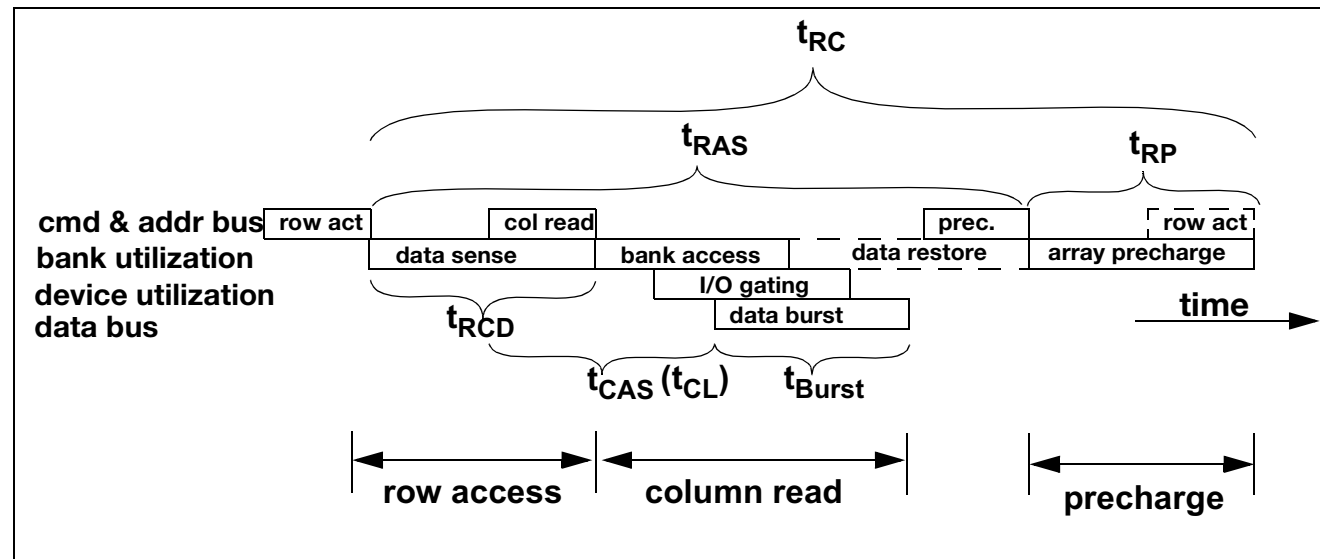 tRC
tRAS
tRP
cmd & addr bus row act col read prec. row act
bank utilization data sense bank access data restore array precharge
device utilization I/O gating
data bus data burst
time
tRCD
tCAS (tCL) tBurst
row access column read precharge